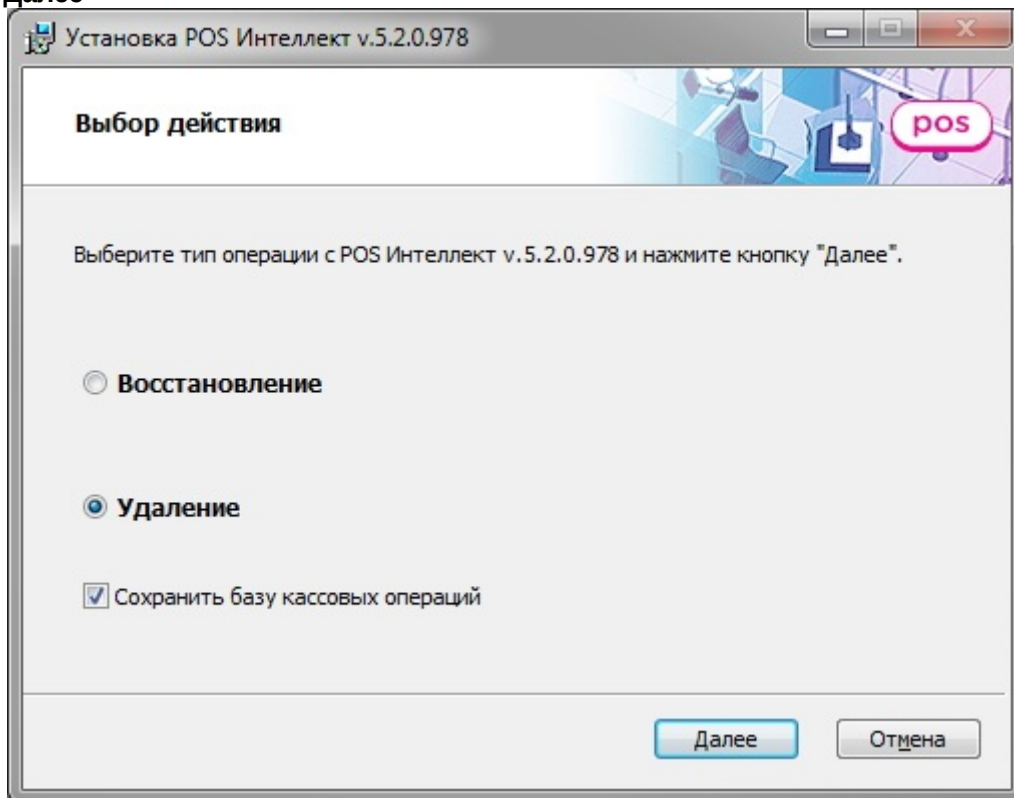 Далее
Установка POS Интеллект v.5.2.0.978
Выбор действия
pos
Выберите тип операции с POS Интеллект v.5.2.0.978 и нажмите кнопку "Далее".
Восстановление
Удаление
Сохранить базу кассовых операций
Далее
Отмена